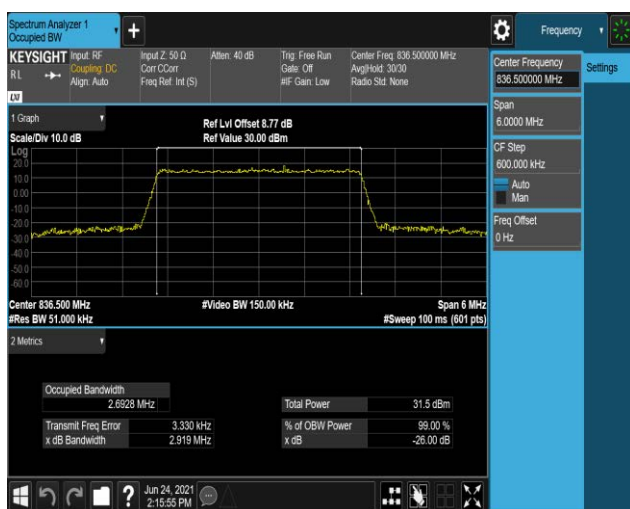 Spectrum Analyzer 1
Occupied BW
+
Frequency
KEYSIGHT
RL
LXI
Input: RF
Coupling: DC
Align: Auto
Input Z: 50 Ω
Corr CCorr
Freq Ref: Int (S)
Atten: 40 dB
Trig: Free Run
Gate: Off
#IF Gain: Low
Center Freq: 836.500000 MHz
Avg|Hold: 30/30
Radio Std: None
Center Frequency
836.500000 MHz
Settings
Span
6.0000 MHz
CF Step
600.000 kHz
Auto
Man
Freq Offset
0 Hz
1 Graph
Scale/Div 10.0 dB
Ref Lvl Offset 8.77 dB
Ref Value 30.00 dBm
Log
20.0
10.0
0.00
-10.0
-20.0
-30.0
-40.0
-50.0
-60.0
Center 836.500 MHz
#Video BW 150.00 kHz
Span 6 MHz
#Res BW 51.000 kHz
#Sweep 100 ms (601 pts)
2 Metrics
Occupied Bandwidth
2.6928 MHz
Total Power 31.5 dBm
Transmit Freq Error 3.330 kHz
% of OBW Power 99.00 %
x dB Bandwidth 2.919 MHz
x dB -26.00 dB
?
Jun 24, 2021
2:15:55 PM